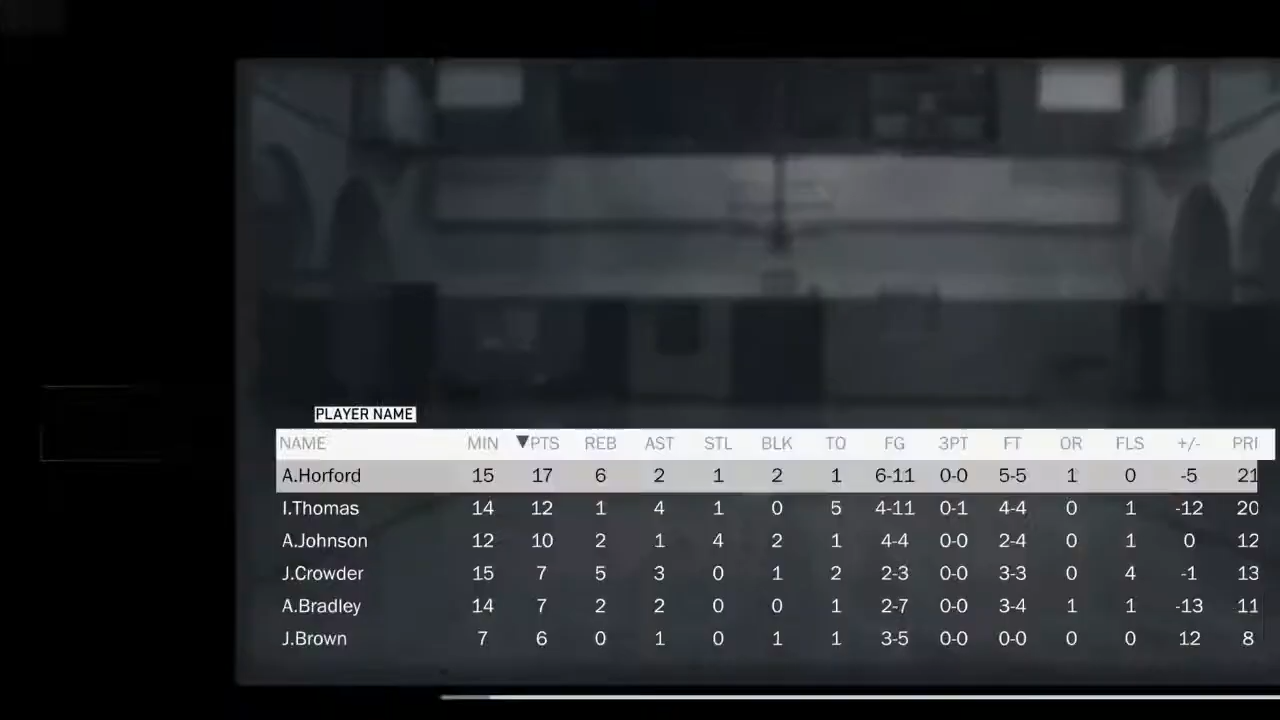 PLAYER NAME
NAME MIN ▼PTS REB AST STL BLK TO FG 3PT FT OR FLS +/- PRF
A.Horford 15 17 6 2 1 2 1 6-11 0-0 5-5 1 0 -5 21
I.Thomas 14 12 1 4 1 0 5 4-11 0-1 4-4 0 1 -12 20
A.Johnson 12 10 2 1 4 2 1 4-4 0-0 2-4 0 1 0 12
J.Crowder 15 7 5 3 0 1 2 2-3 0-0 3-3 0 4 -1 13
A.Bradley 14 7 2 2 0 0 1 2-7 0-0 3-4 1 1 -13 11
J.Brown 7 6 0 1 0 1 1 3-5 0-0 0-0 0 0 12 8